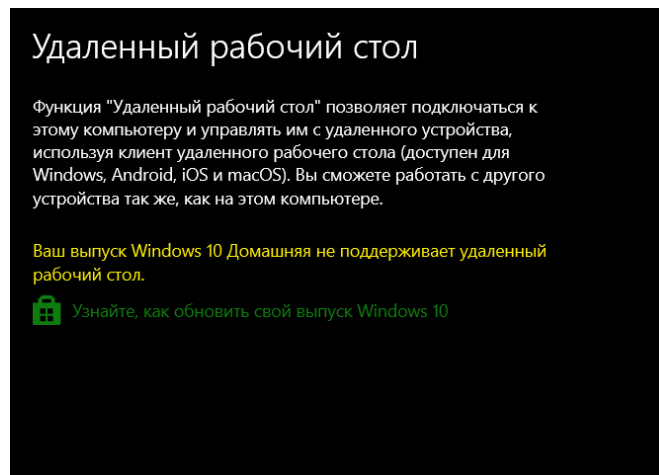 Удаленный рабочий стол
Функция "Удаленный рабочий стол" позволяет подключаться к
этому компьютеру и управлять им с удаленного устройства,
используя клиент удаленного рабочего стола (доступен для
Windows, Android, iOS и macOS). Вы сможете работать с другого
устройства так же, как на этом компьютере.
Ваш выпуск Windows 10 Домашняя не поддерживает удаленный
рабочий стол.
Узнайте, как обновить свой выпуск Windows 10